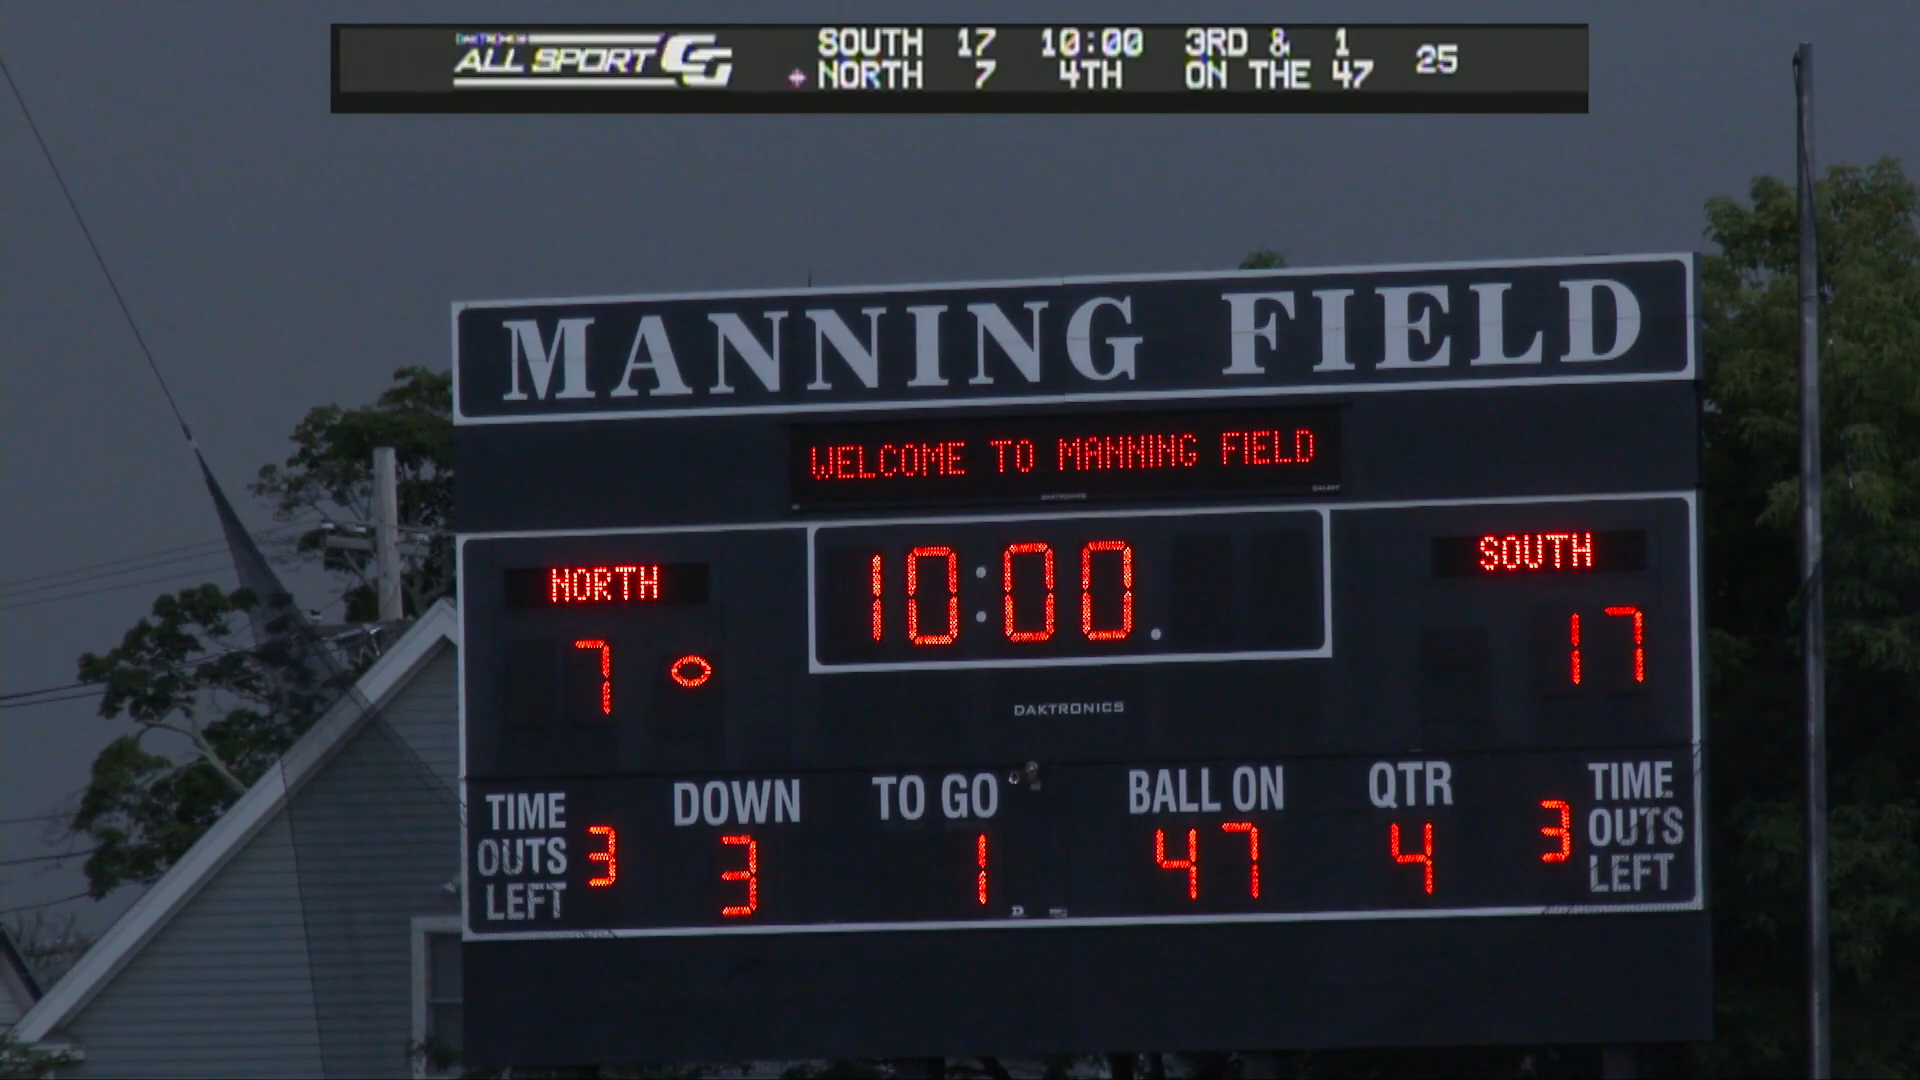 DAKTRONICS
ALL SPORT CG
SOUTH 17 10:00 3RD & 1 25
NORTH 7 4TH ON THE 47
MANNING FIELD
WELCOME TO MANNING FIELD
DAKTRONICS GALAXY
NORTH 10:00 SOUTH
7 17
DAKTRONICS
TIME OUTS LEFT 3
DOWN 3
TO GO 1
BALL ON 47
QTR 4
3 TIME OUTS LEFT